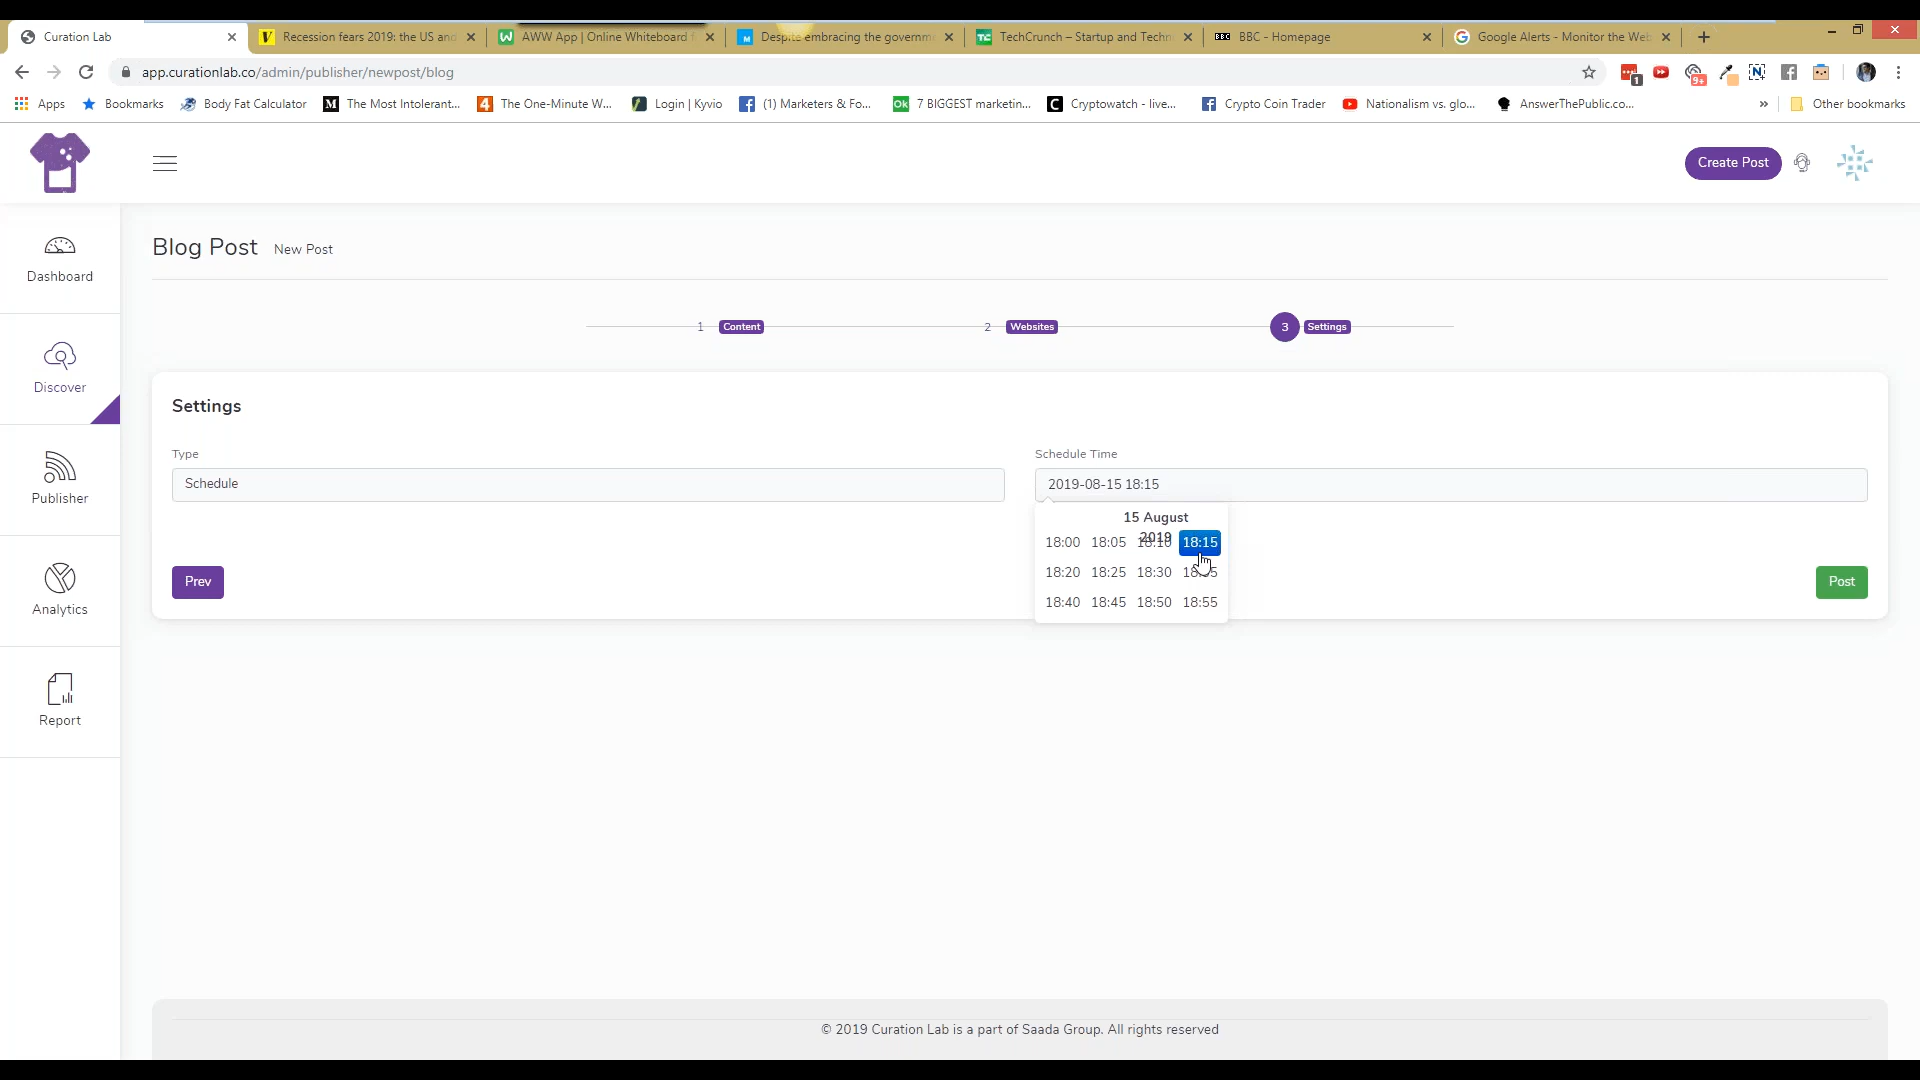 Curation Lab
Recession fears 2019: the US and
AWW App | Online Whiteboard f
Despite embracing the governm
TechCrunch – Startup and Techn
BBC - Homepage
Google Alerts - Monitor the Web
app.curationlab.co/admin/publisher/newpost/blog
1
9+
Apps
Bookmarks
Body Fat Calculator
The Most Intolerant...
The One-Minute W...
Login | Kyvio
(1) Marketers & Fo...
7 BIGGEST marketin...
Cryptowatch - live...
Crypto Coin Trader
Nationalism vs. glo...
AnswerThePublic.co...
»
Other bookmarks
Create Post
Blog Post New Post
Dashboard
Discover
Publisher
Analytics
Report
1 Content
2 Websites
3 Settings
Settings
Type
Schedule
Schedule Time
2019-08-15 18:15
15 August
2019
18:00 18:05 18:10 18:15
18:20 18:25 18:30
18:40 18:45 18:50 18:55
Prev
Post
© 2019 Curation Lab is a part of Saada Group. All rights reserved